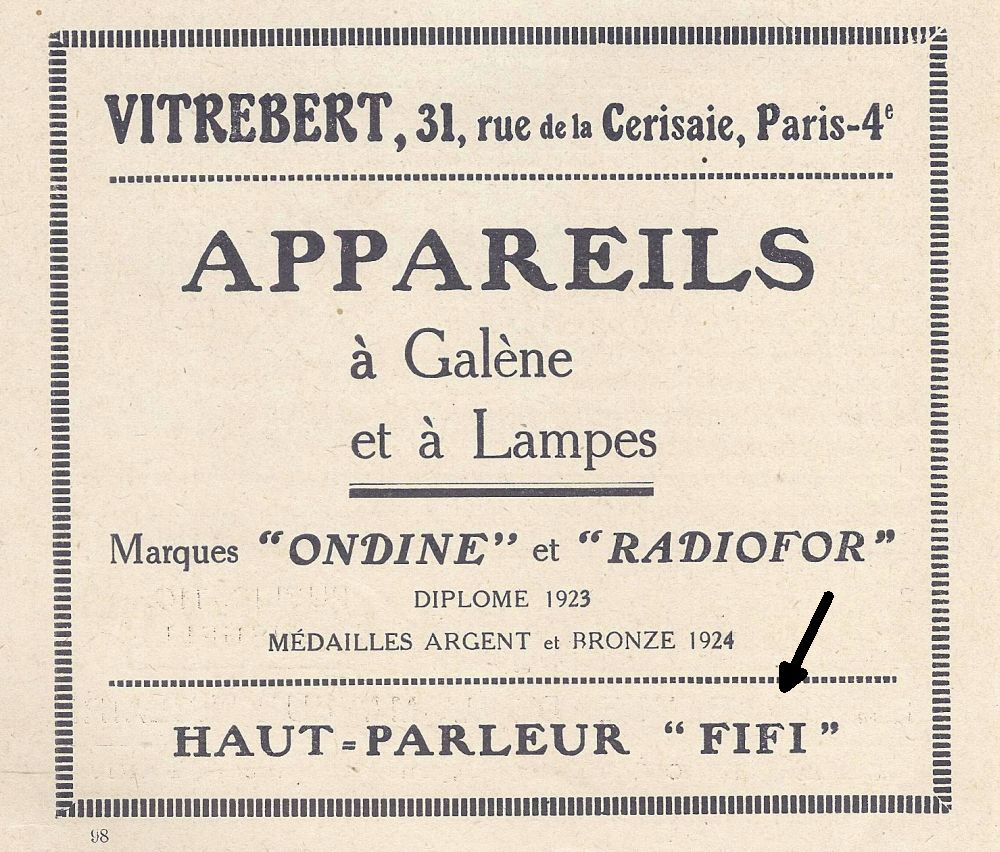 VITREBERT, 31, rue de la Cerisaie, Paris-4e
APPAREILS
à Galène
et à Lampes
Marques “ONDINE” et “RADIOFOR”
DIPLOME 1923
MÉDAILLES ARGENT et BRONZE 1924
HAUT=PARLEUR “FIFI”
98